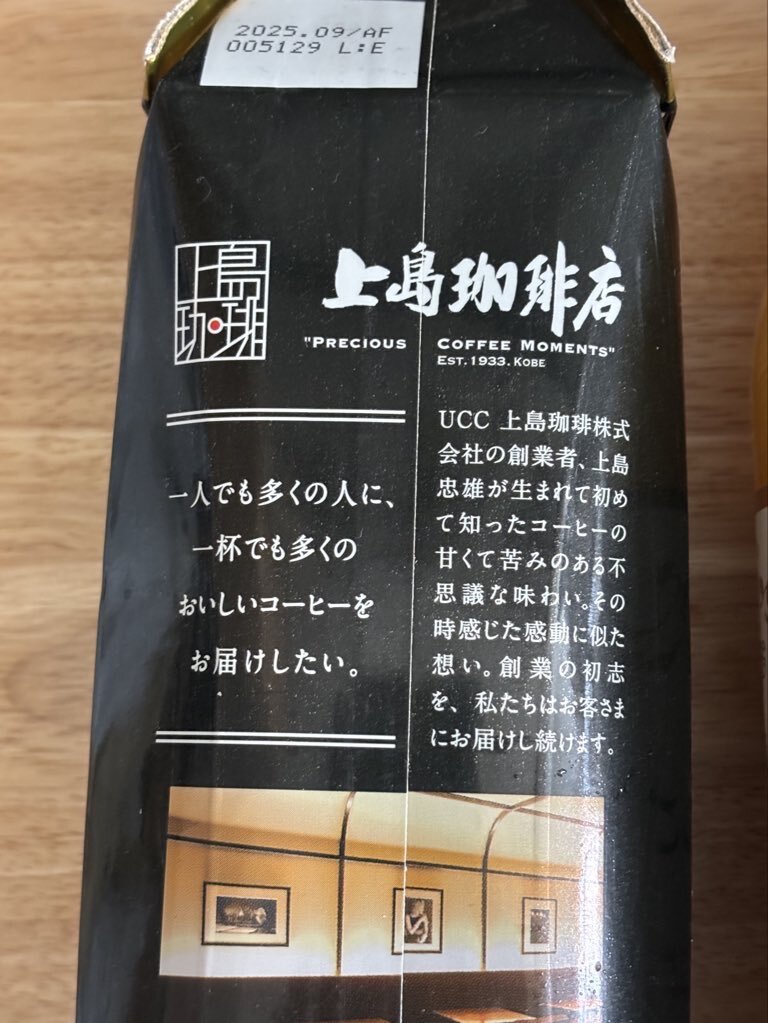 2025.09/AF
005129 L:E
上島
珈琲
上島珈琲店
"PRECIOUS COFFEE MOMENTS"
EST. 1933. KOBE
一人でも多くの人に、
一杯でも多くの
おいしいコーヒーを
お届けしたい。
UCC 上島珈琲株式
会社の創業者、上島
忠雄が生まれて初め
て知ったコーヒーの
甘くて苦みのある不
思議な味わい。その
時感じた感動に似た
想い。創業の初志
を、私たちはお客さま
にお届けし続けます。